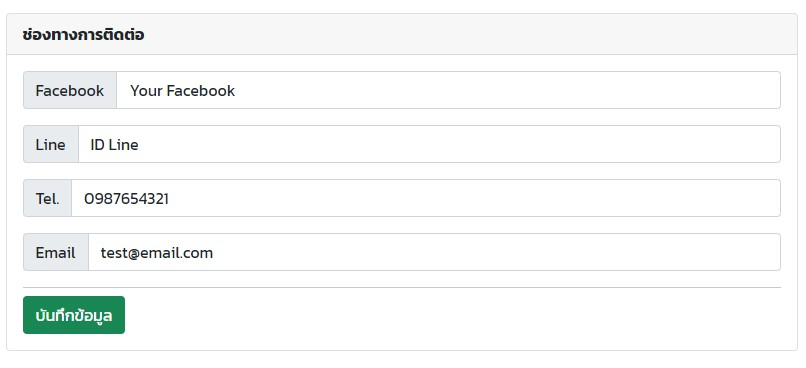 ช่องทางการติดต่อ
Facebook Your Facebook
Line ID Line
Tel. 0987654321
Email test@email.com
บันทึกข้อมูล